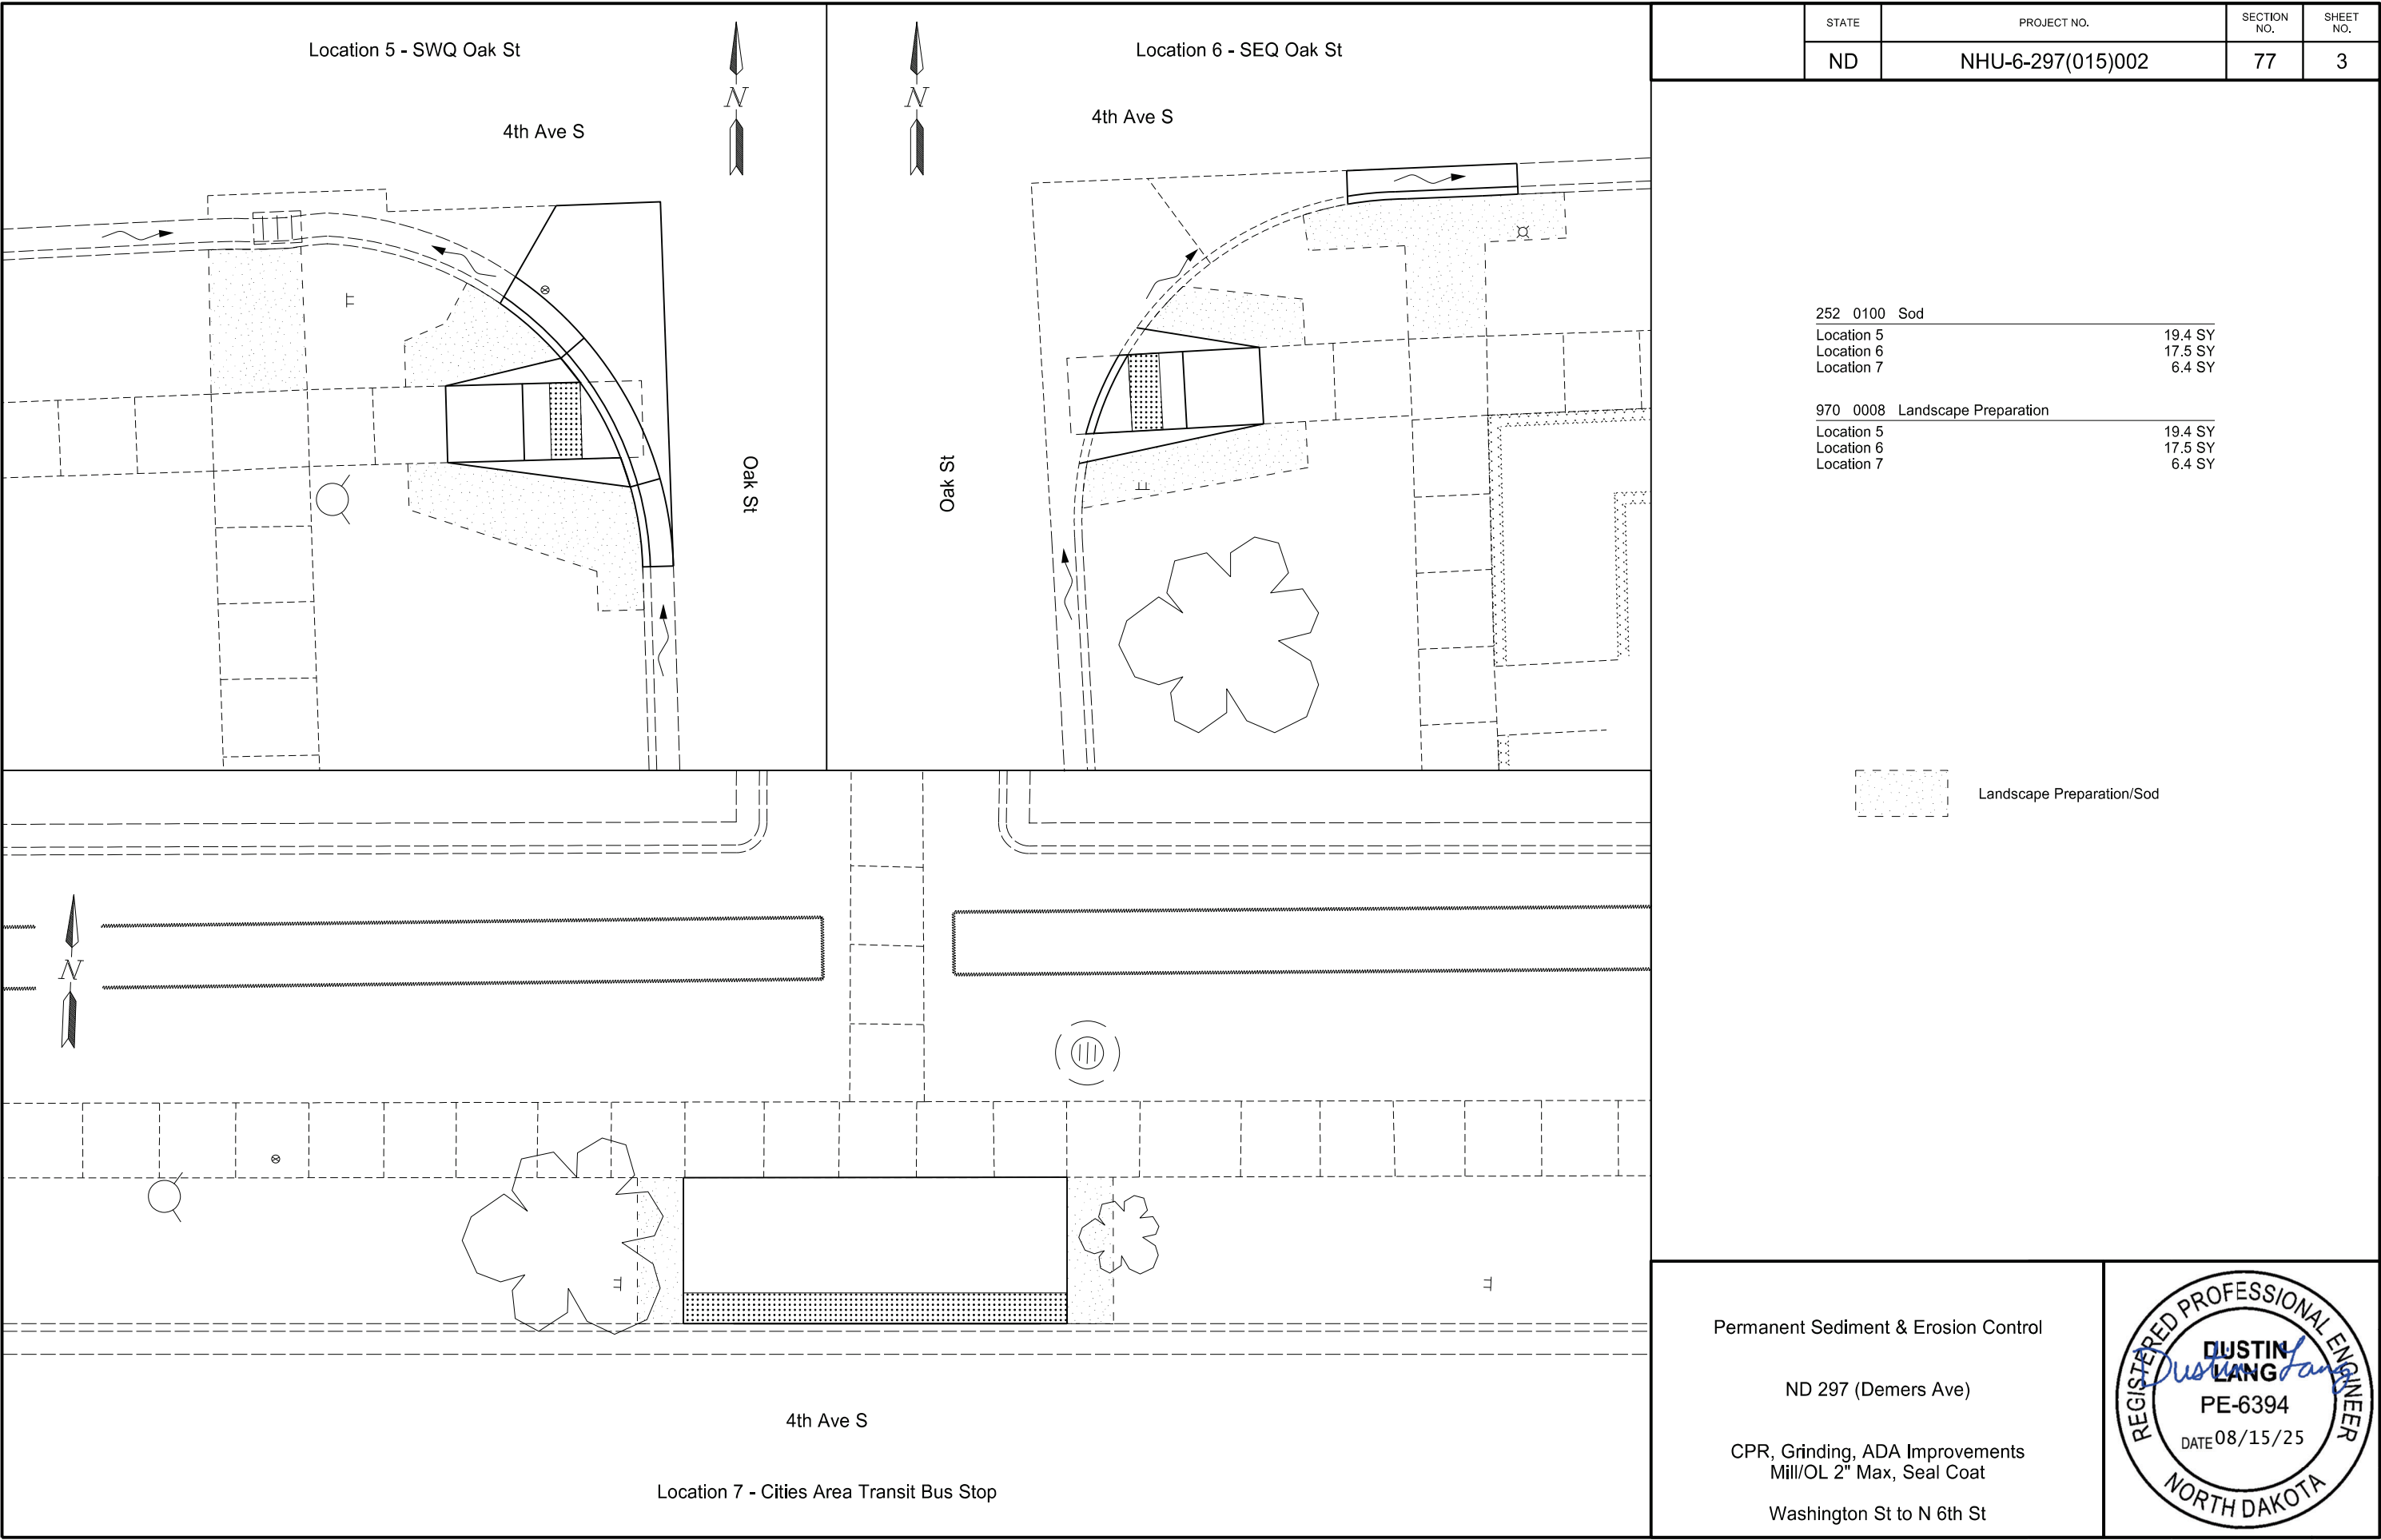 Location 5 - SWQ Oak St
N
4th Ave S
Oak St
Location 6 - SEQ Oak St
N
4th Ave S
Oak St
STATE
PROJECT NO.
SECTION NO.
SHEET NO.
ND
NHU-6-297(015)002
77
3
252 0100 Sod
Location 5 19.4 SY
Location 6 17.5 SY
Location 7 6.4 SY
970 0008 Landscape Preparation
Location 5 19.4 SY
Location 6 17.5 SY
Location 7 6.4 SY
Landscape Preparation/Sod
N
4th Ave S
Location 7 - Cities Area Transit Bus Stop
Permanent Sediment & Erosion Control
ND 297 (Demers Ave)
CPR, Grinding, ADA Improvements
Mill/OL 2" Max, Seal Coat
Washington St to N 6th St
REGISTERED PROFESSIONAL ENGINEER
DUSTIN
LANG
Dustin Lang
PE-6394
DATE 08/15/25
NORTH DAKOTA